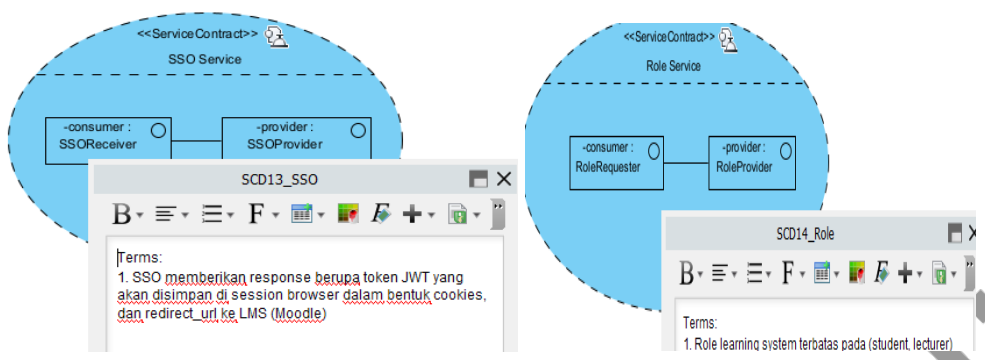 <<ServiceContract>>
SSO Service
-consumer :
SSOReceiver
-provider :
SSOProvider
SCD13_SSO
B
F
Terms:
1. SSO memberikan response berupa token JWT yang
akan disimpan di session browser dalam bentuk cookies,
dan redirect_url ke LMS (Moodle)
<<ServiceContract>>
Role Service
-consumer :
RoleRequester
-provider :
RoleProvider
SCD14_Role
B
F
Terms:
1. Role learning system terbatas pada (student, lecturer)